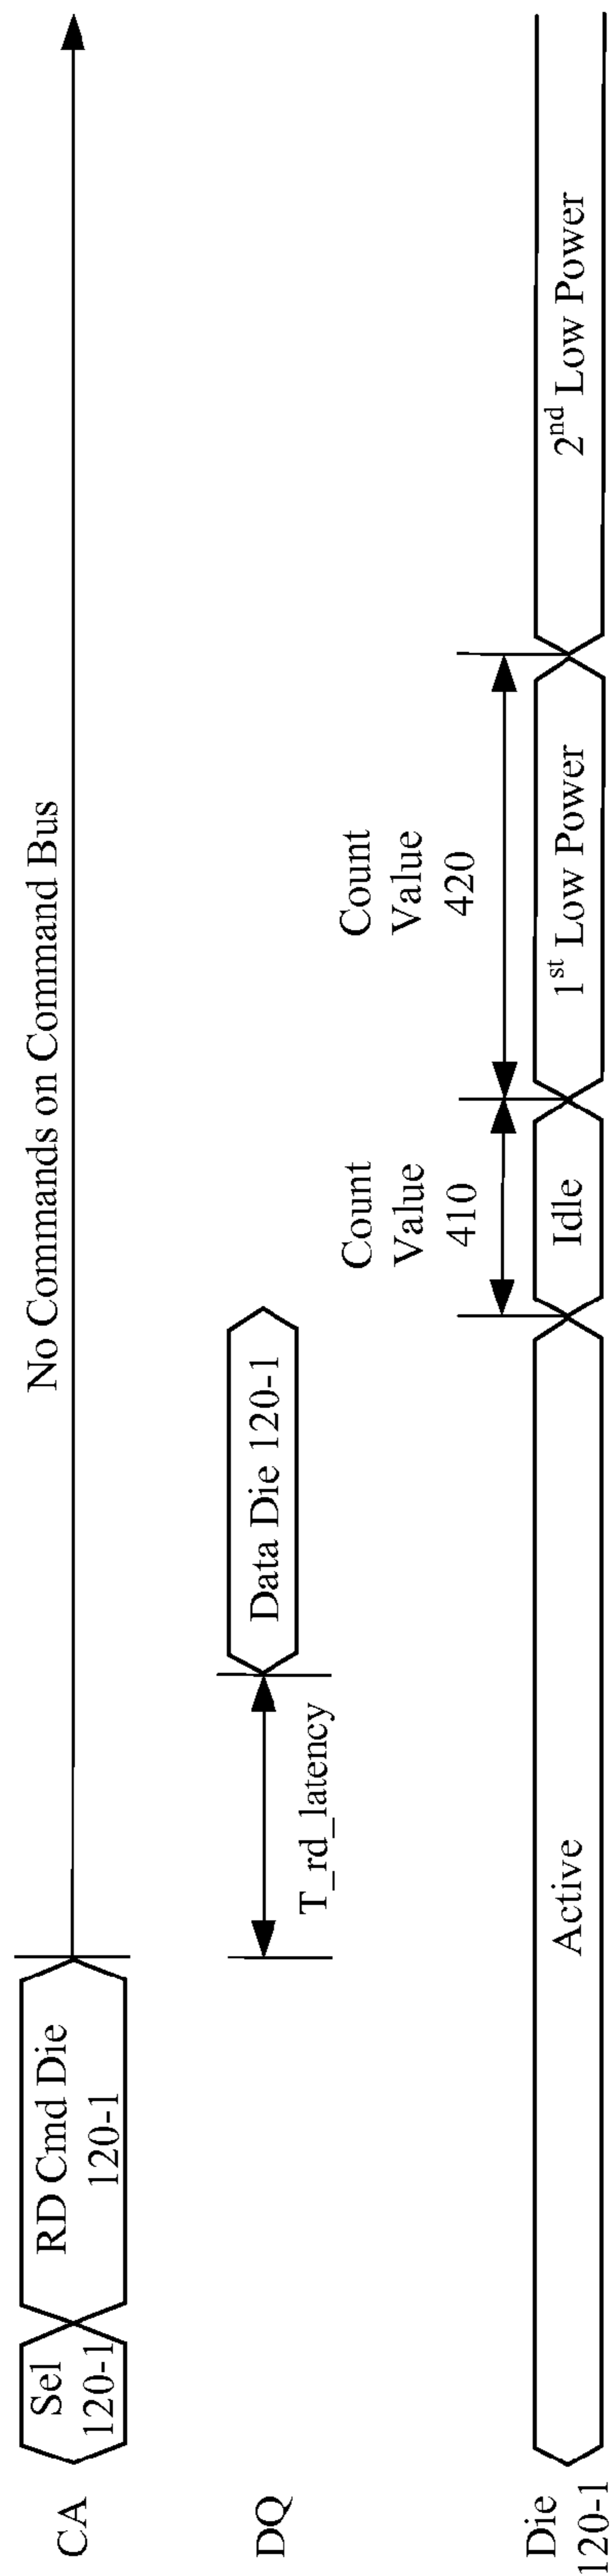 CA
Sel
120-1
RD Cmd Die
120-1
No Commands on Command Bus
DQ
T_rd_latency
Data Die 120-1
Count
Value
410
Count
Value
420
Die
120-1
Active
Idle
1st Low Power
2nd Low Power